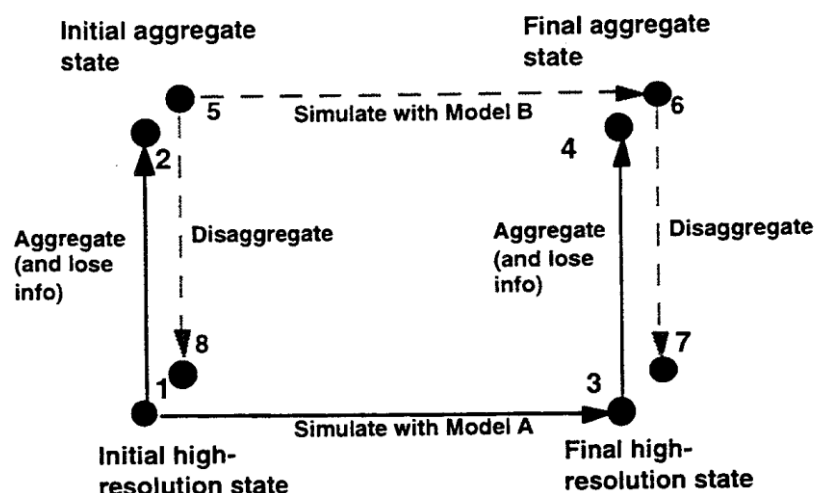 Initial aggregate
state
Final aggregate
state
5
Simulate with Model B
6
2
4
Aggregate
(and lose
info)
Disaggregate
Aggregate
(and lose
info)
Disaggregate
8
7
1
3
Simulate with Model A
Initial high-
resolution state
Final high-
resolution state